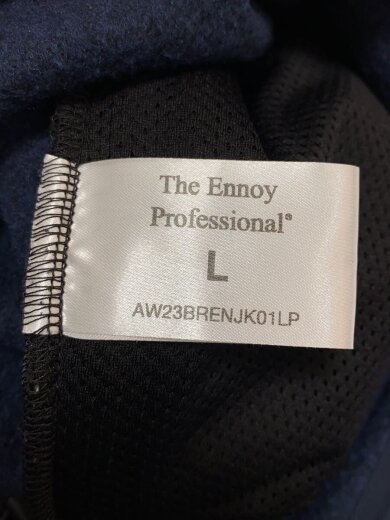 The Ennoy
Professional®
L
AW23BRENJK01LP